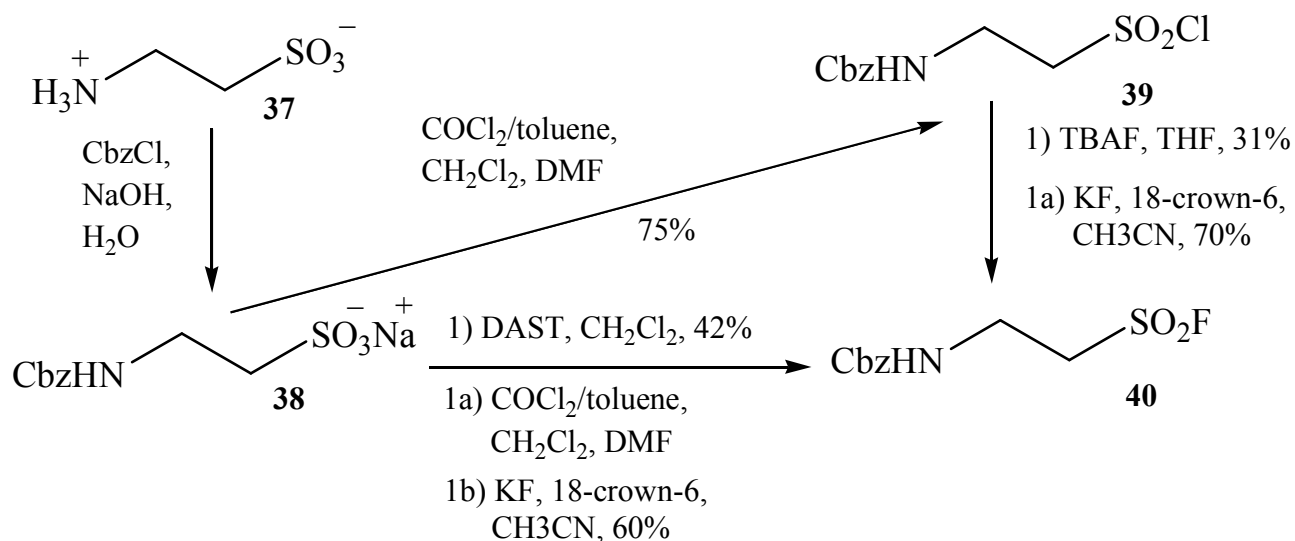 H₃N⁺ SO₃⁻
37
CbzHN SO₂Cl
39
CbzCl,
NaOH,
H₂O
COCl₂/toluene,
CH₂Cl₂, DMF
75%
1) TBAF, THF, 31%
1a) KF, 18-crown-6,
CH3CN, 70%
CbzHN SO₃⁻Na⁺
38
1) DAST, CH₂Cl₂, 42%
1a) COCl₂/toluene,
CH₂Cl₂, DMF
1b) KF, 18-crown-6,
CH3CN, 60%
CbzHN SO₂F
40